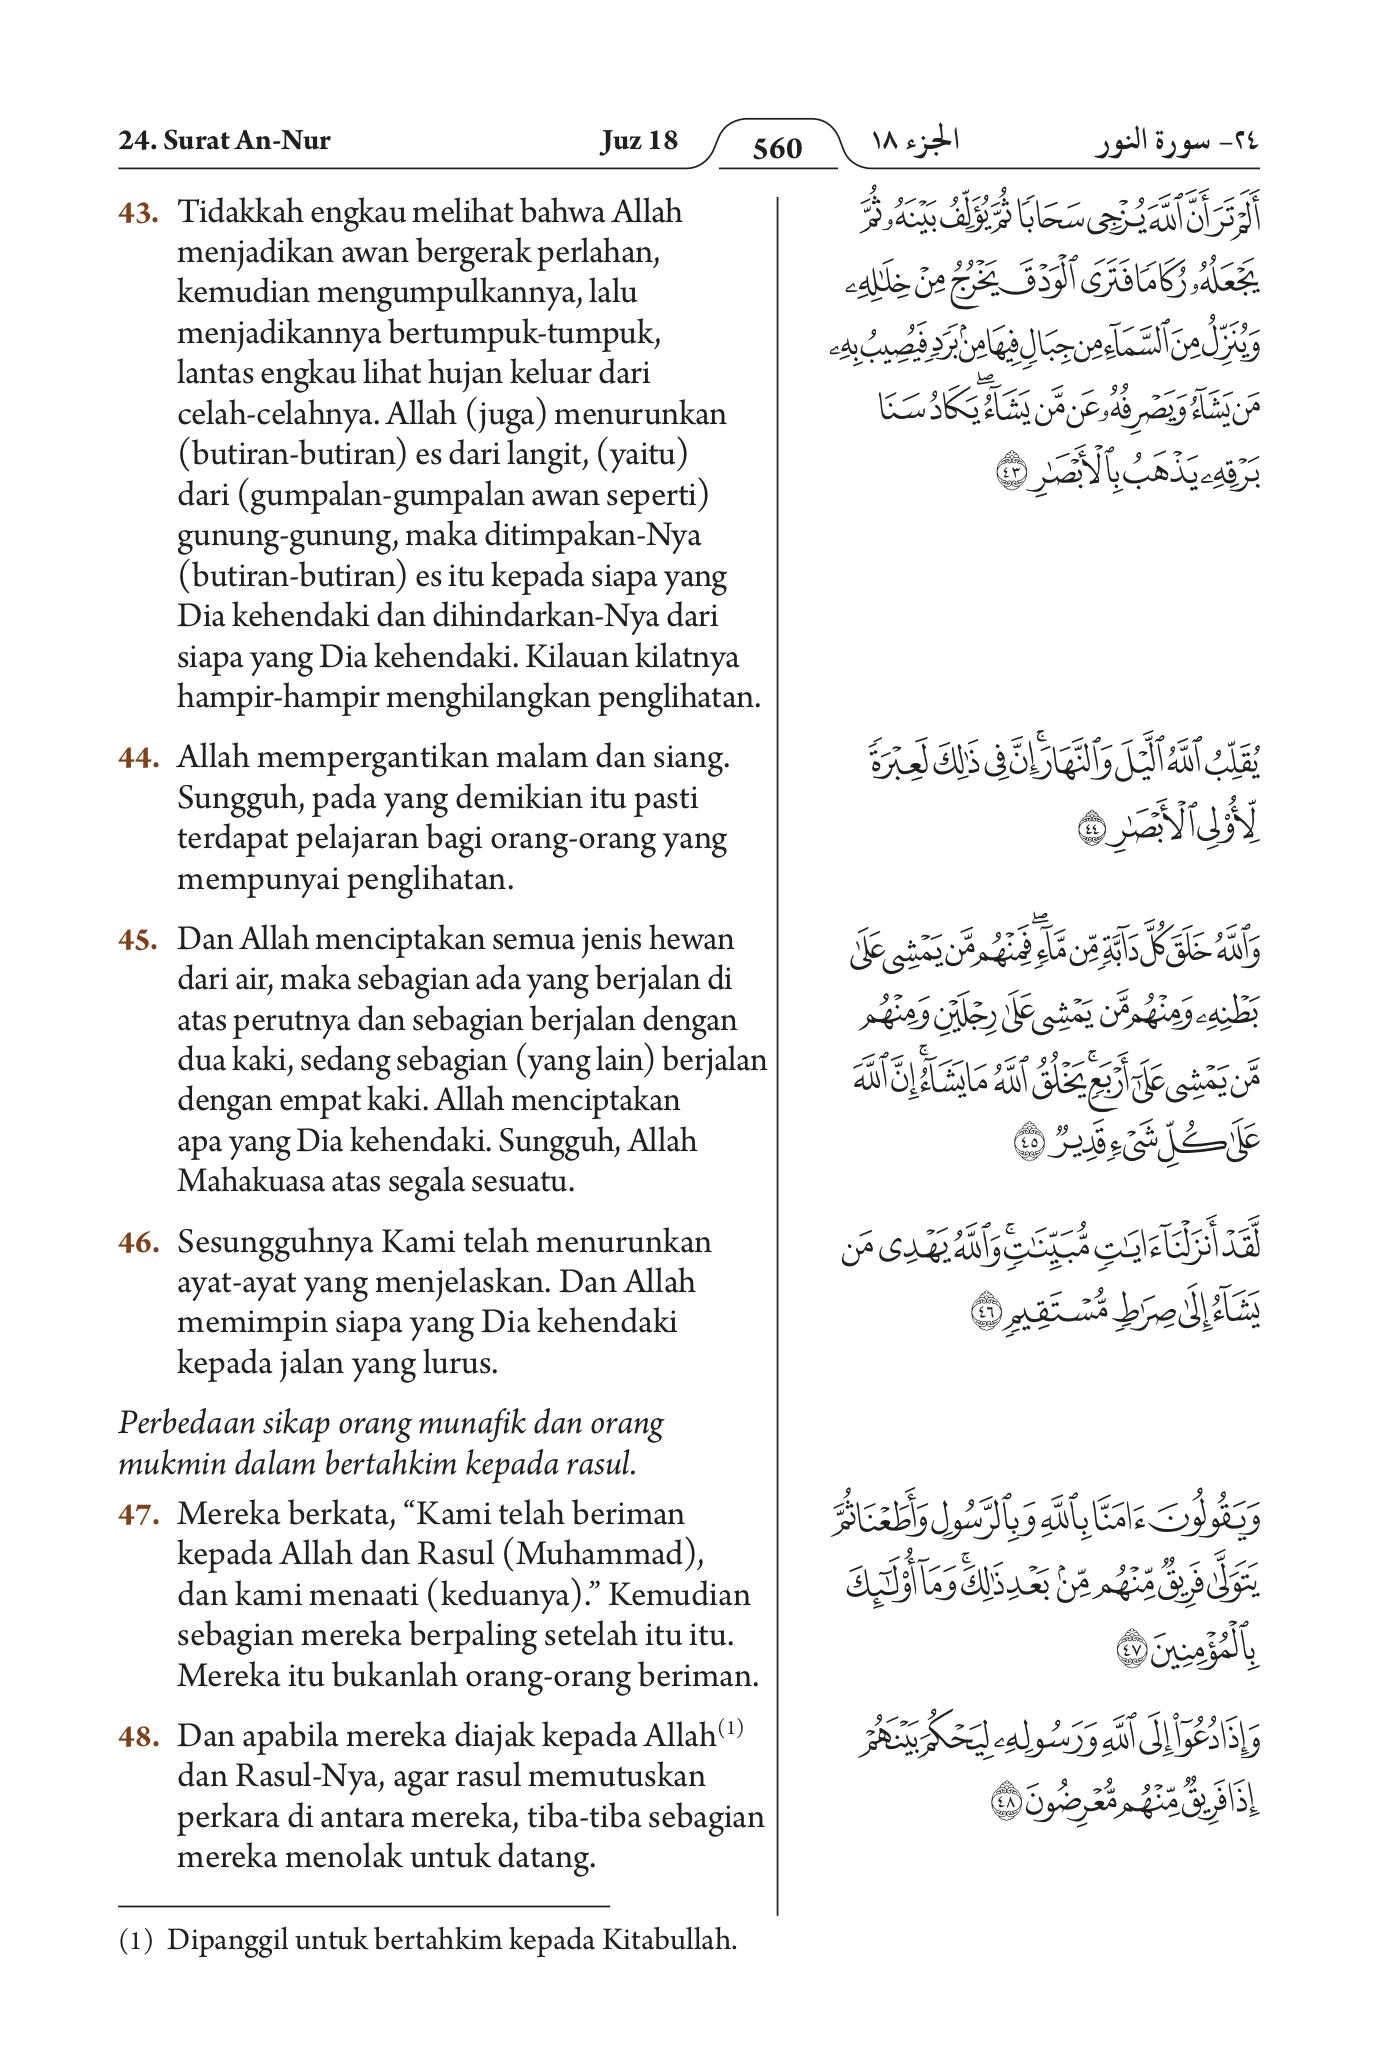 24. Surat An-Nur Juz 18 560 الجزء ١٨ ٢٤- سورة النور
43. Tidakkah engkau melihat bahwa Allah
menjadikan awan bergerak perlahan,
kemudian mengumpulkannya, lalu
menjadikannya bertumpuk-tumpuk,
lantas engkau lihat hujan keluar dari
celah-celahnya. Allah (juga) menurunkan
(butiran-butiran) es dari langit, (yaitu)
dari (gumpalan-gumpalan awan seperti)
gunung-gunung, maka ditimpakan-Nya
(butiran-butiran) es itu kepada siapa yang
Dia kehendaki dan dihindarkan-Nya dari
siapa yang Dia kehendaki. Kilauan kilatnya
hampir-hampir menghilangkan penglihatan.
44. Allah mempergantikan malam dan siang.
Sungguh, pada yang demikian itu pasti
terdapat pelajaran bagi orang-orang yang
mempunyai penglihatan.
45. Dan Allah menciptakan semua jenis hewan
dari air, maka sebagian ada yang berjalan di
atas perutnya dan sebagian berjalan dengan
dua kaki, sedang sebagian (yang lain) berjalan
dengan empat kaki. Allah menciptakan
apa yang Dia kehendaki. Sungguh, Allah
Mahakuasa atas segala sesuatu.
46. Sesungguhnya Kami telah menurunkan
ayat-ayat yang menjelaskan. Dan Allah
memimpin siapa yang Dia kehendaki
kepada jalan yang lurus.
Perbedaan sikap orang munafik dan orang
mukmin dalam bertahkim kepada rasul.
47. Mereka berkata, “Kami telah beriman
kepada Allah dan Rasul (Muhammad),
dan kami menaati (keduanya).” Kemudian
sebagian mereka berpaling setelah itu itu.
Mereka itu bukanlah orang-orang beriman.
48. Dan apabila mereka diajak kepada Allah(1)
dan Rasul-Nya, agar rasul memutuskan
perkara di antara mereka, tiba-tiba sebagian
mereka menolak untuk datang.
(1) Dipanggil untuk bertahkim kepada Kitabullah.
أَلَمْ تَرَ أَنَّ ٱللَّهَ يُزْجِى سَحَابًا ثُمَّ يُؤَلِّفُ بَيْنَهُۥ ثُمَّ
يَجْعَلُهُۥ رُكَامًا فَتَرَى ٱلْوَدْقَ يَخْرُجُ مِنْ خِلَٰلِهِۦ
وَيُنَزِّلُ مِنَ ٱلسَّمَآءِ مِن جِبَالٍ فِيهَا مِنۢ بَرَدٍ فَيُصِيبُ بِهِۦ
مَن يَشَآءُ وَيَصْرِفُهُۥ عَن مَّن يَشَآءُ ۖ يَكَادُ سَنَا
بَرْقِهِۦ يَذْهَبُ بِٱلْأَبْصَٰرِ ٤٣
يُقَلِّبُ ٱللَّهُ ٱلَّيْلَ وَٱلنَّهَارَ ۚ إِنَّ فِى ذَٰلِكَ لَعِبْرَةً
لِّأُو۟لِى ٱلْأَبْصَٰرِ ٤٤
وَٱللَّهُ خَلَقَ كُلَّ دَآبَّةٍ مِّن مَّآءٍ ۖ فَمِنْهُم مَّن يَمْشِى عَلَىٰ
بَطْنِهِۦ وَمِنْهُم مَّن يَمْشِى عَلَىٰ رِجْلَيْنِ وَمِنْهُم
مَّن يَمْشِى عَلَىٰٓ أَرْبَعٍ ۚ يَخْلُقُ ٱللَّهُ مَا يَشَآءُ ۚ إِنَّ ٱللَّهَ
عَلَىٰ كُلِّ شَىْءٍ قَدِيرٌ ٤٥
لَّقَدْ أَنزَلْنَآ ءَايَٰتٍ مُّبَيِّنَٰتٍ ۚ وَٱللَّهُ يَهْدِى مَن
يَشَآءُ إِلَىٰ صِرَٰطٍ مُّسْتَقِيمٍ ٤٦
وَيَقُولُونَ ءَامَنَّا بِٱللَّهِ وَبِٱلرَّسُولِ وَأَطَعْنَا ثُمَّ
يَتَوَلَّىٰ فَرِيقٌ مِّنْهُم مِّنۢ بَعْدِ ذَٰلِكَ ۚ وَمَآ أُو۟لَٰٓئِكَ
بِٱلْمُؤْمِنِينَ ٤٧
وَإِذَا دُعُوٓا۟ إِلَى ٱللَّهِ وَرَسُولِهِۦ لِيَحْكُمَ بَيْنَهُمْ
إِذَا فَرِيقٌ مِّنْهُم مُّعْرِضُونَ ٤٨